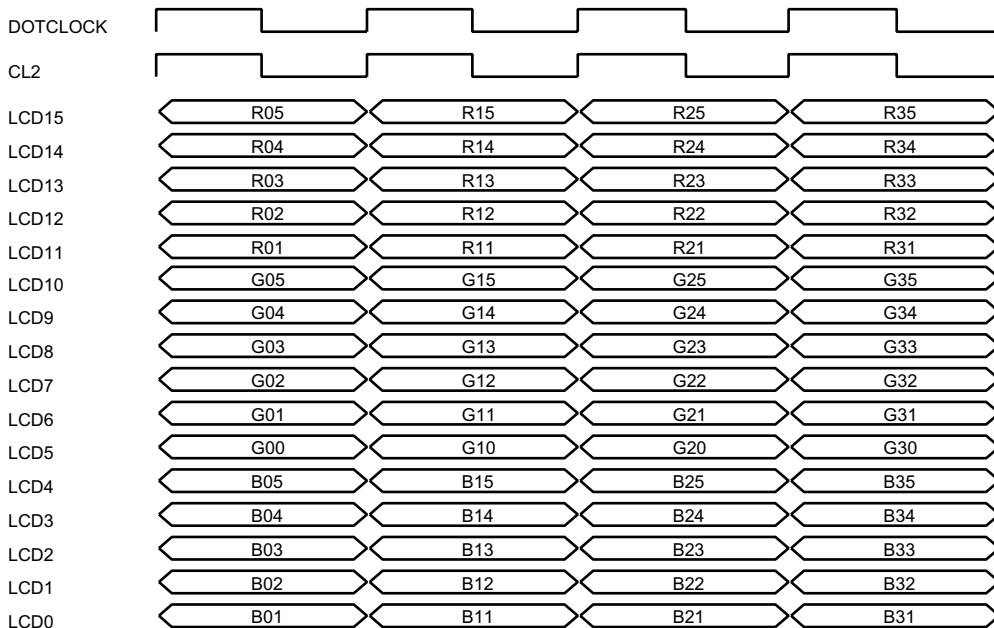 DOTCLOCK
CL2
LCD15 R05 R15 R25 R35
LCD14 R04 R14 R24 R34
LCD13 R03 R13 R23 R33
LCD12 R02 R12 R22 R32
LCD11 R01 R11 R21 R31
LCD10 G05 G15 G25 G35
LCD9 G04 G14 G24 G34
LCD8 G03 G13 G23 G33
LCD7 G02 G12 G22 G32
LCD6 G01 G11 G21 G31
LCD5 G00 G10 G20 G30
LCD4 B05 B15 B25 B35
LCD3 B04 B14 B24 B34
LCD2 B03 B13 B23 B33
LCD1 B02 B12 B22 B32
LCD0 B01 B11 B21 B31